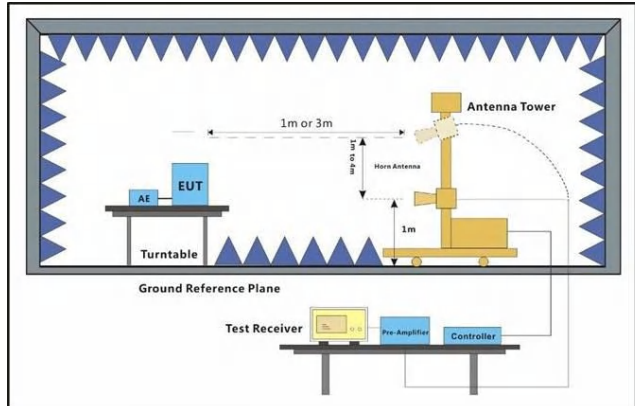 1m or 3m
Antenna Tower
1m to 4m
Horn Antenna
EUT
AE
1m
Turntable
Ground Reference Plane
Test Receiver
Pre-Amplifier
Controller